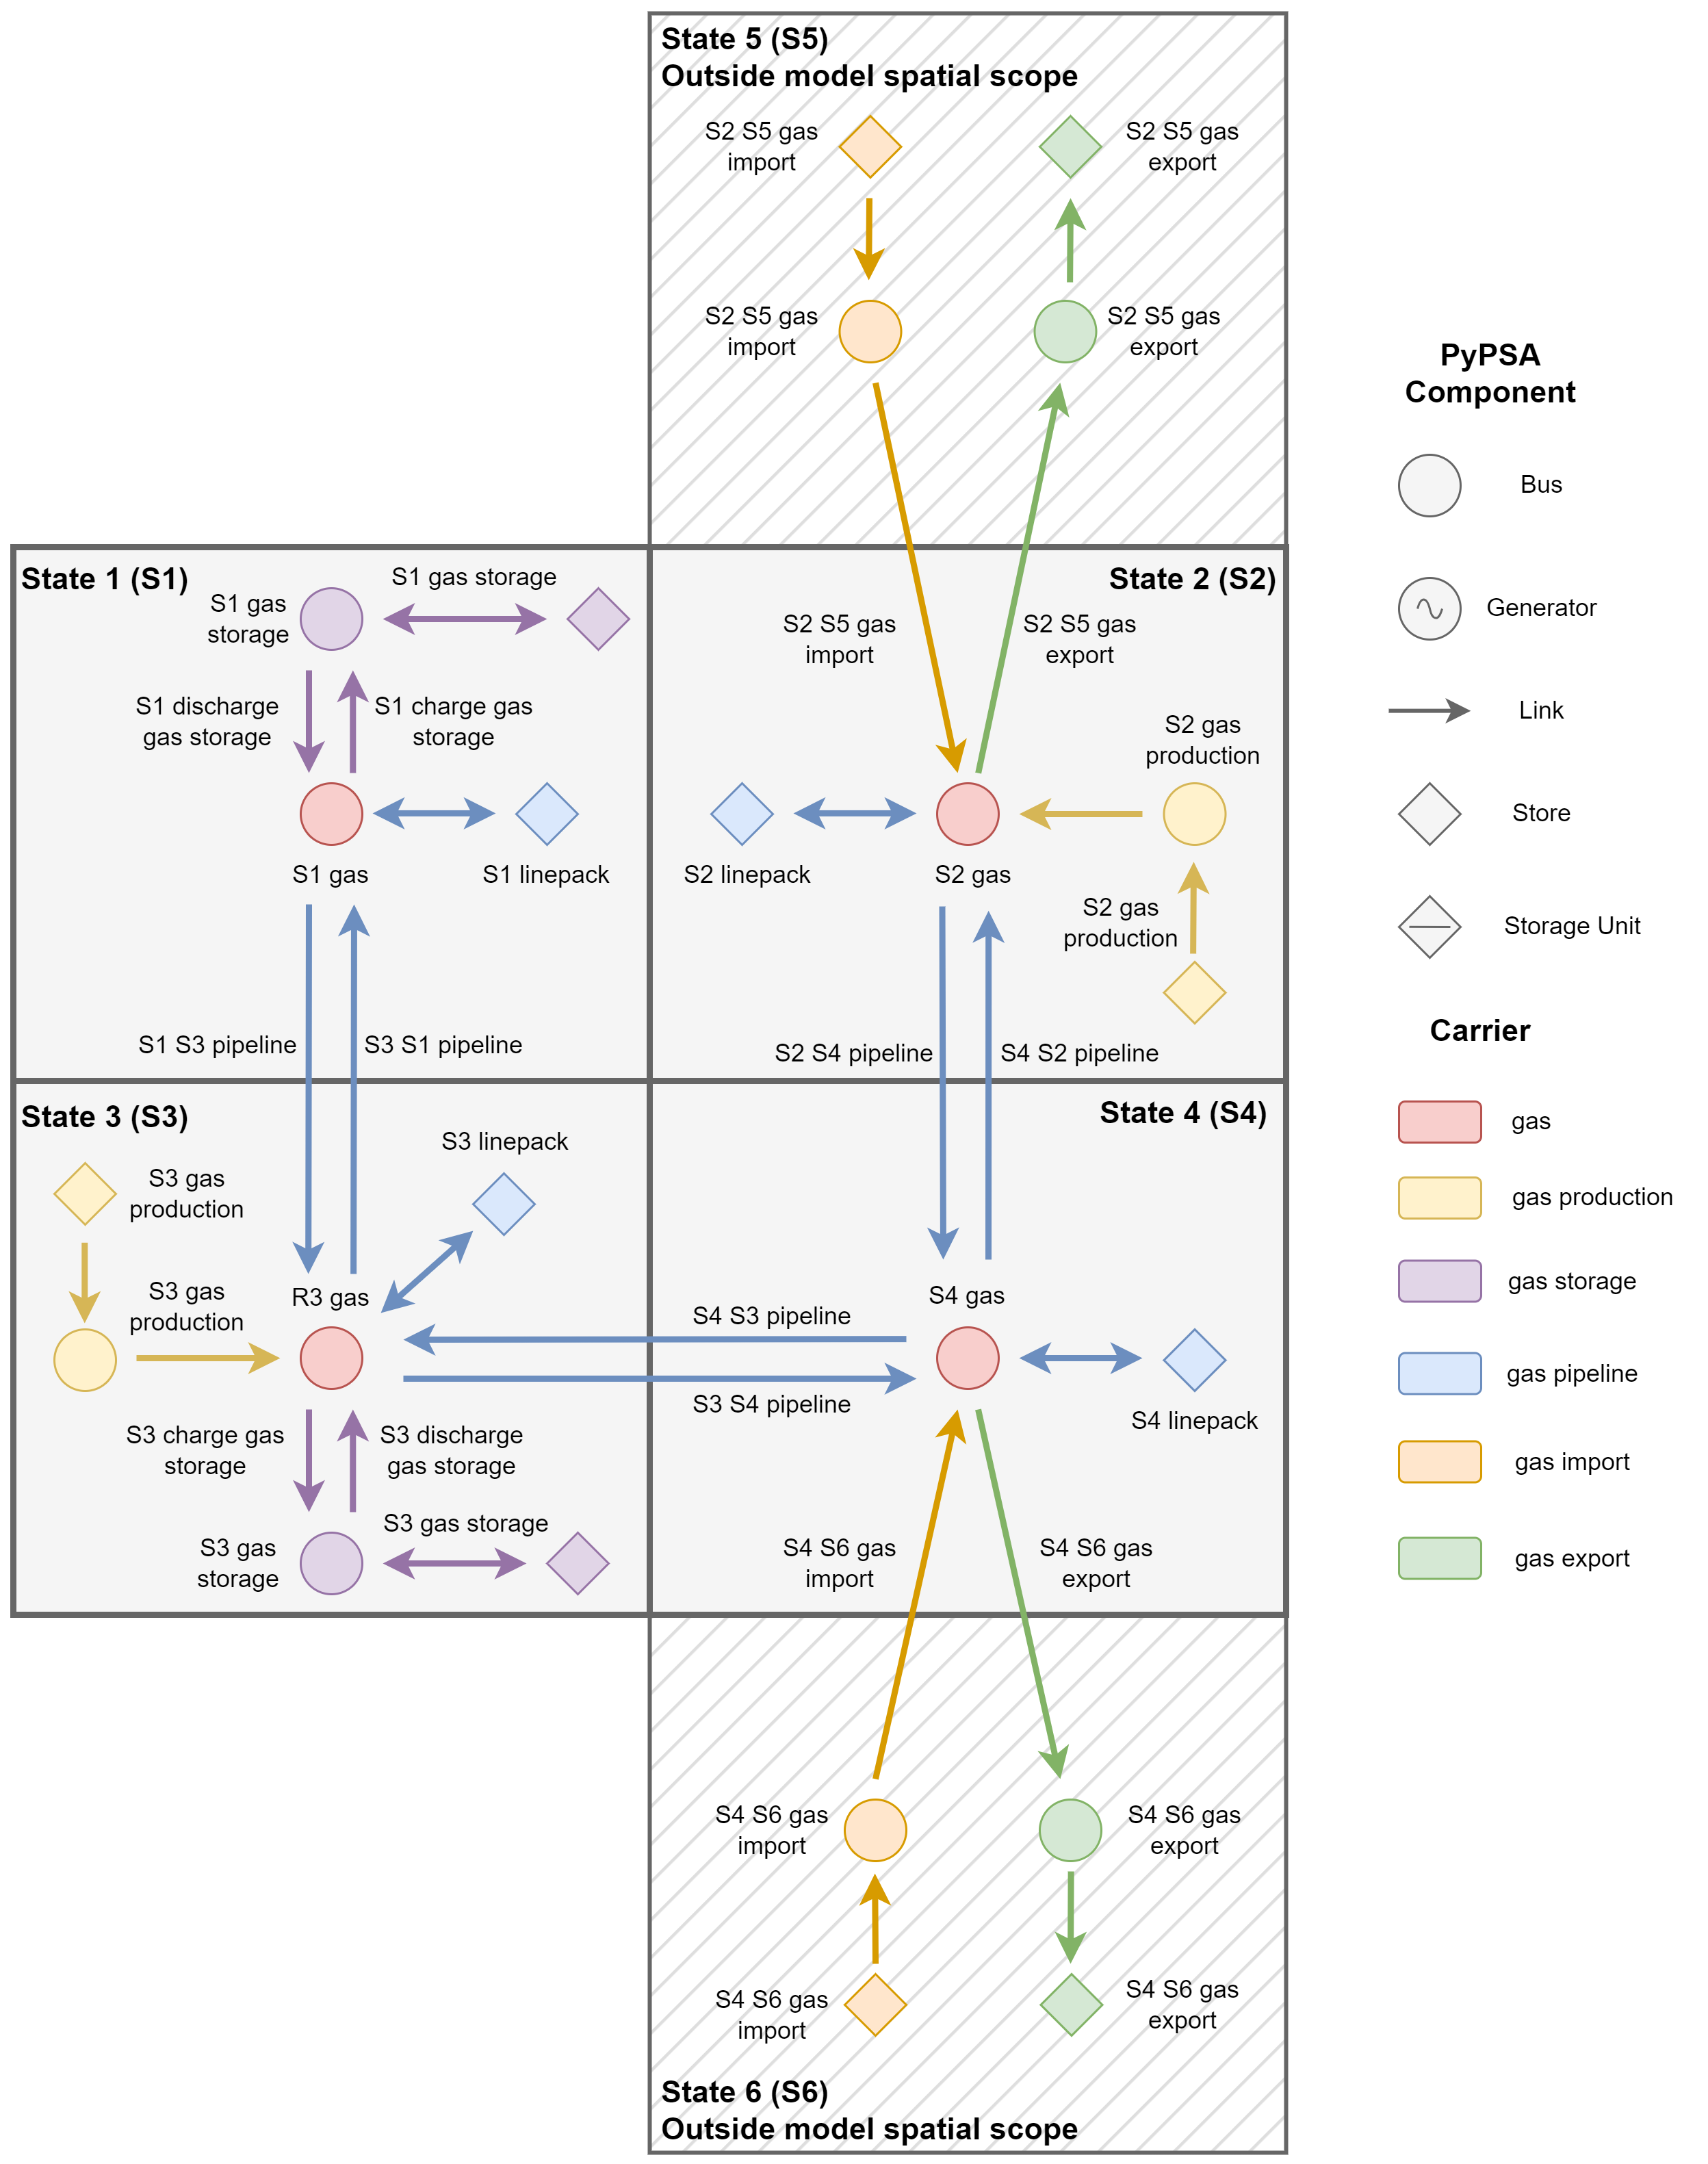 State 5 (S5)
Outside model spatial scope
S2 S5 gas
import
S2 S5 gas
export
S2 S5 gas
import
S2 S5 gas
export
State 1 (S1)
S1 gas storage
S1 gas
storage
S1 discharge
gas storage
S1 charge gas
storage
S1 gas
S1 linepack
S1 S3 pipeline
S3 S1 pipeline
State 2 (S2)
S2 S5 gas
import
S2 S5 gas
export
S2 gas
production
S2 linepack
S2 gas
S2 gas
production
S2 S4 pipeline
S4 S2 pipeline
State 3 (S3)
S3 linepack
S3 gas
production
S3 gas
production
R3 gas
S4 S3 pipeline
S3 S4 pipeline
S3 charge gas
storage
S3 discharge
gas storage
S3 gas storage
S3 gas
storage
State 4 (S4)
S4 gas
S4 linepack
S4 S6 gas
import
S4 S6 gas
export
S4 S6 gas
import
S4 S6 gas
export
S4 S6 gas
import
S4 S6 gas
export
State 6 (S6)
Outside model spatial scope
PyPSA
Component
Bus
Generator
Link
Store
Storage Unit
Carrier
gas
gas production
gas storage
gas pipeline
gas import
gas export